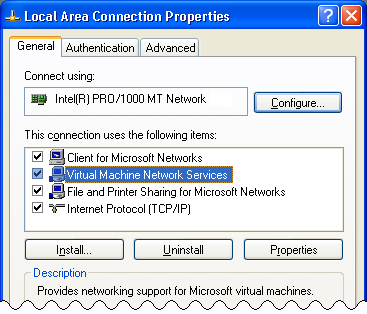 Local Area Connection Properties
General Authentication Advanced
Connect using:
Intel(R) PRO/1000 MT Network
Configure...
This connection uses the following items:
Client for Microsoft Networks
Virtual Machine Network Services
File and Printer Sharing for Microsoft Networks
Internet Protocol (TCP/IP)
Install... Uninstall Properties
Description
Provides networking support for Microsoft virtual machines.